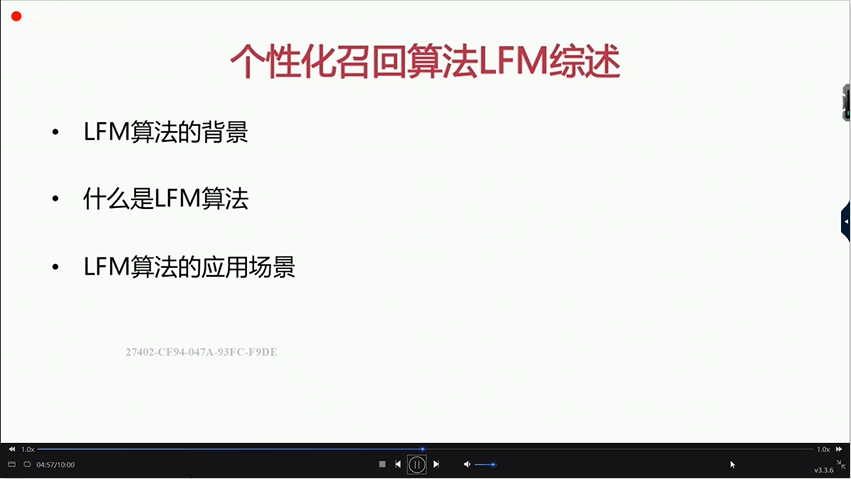 个性化召回算法LFM综述
• LFM算法的背景
• 什么是LFM算法
• LFM算法的应用场景
27402-CF94-047A-93FC-F9DE
1.0x 1.0x
04:57/10:00
v3.3.6